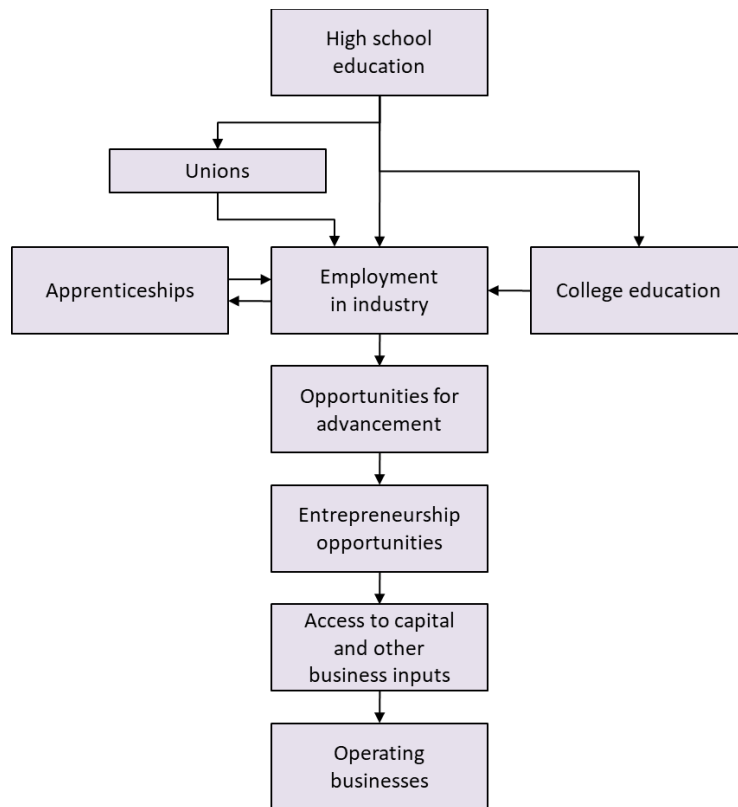 High school
education
Unions
Apprenticeships
Employment
in industry
College education
Opportunities for
advancement
Entrepreneurship
opportunities
Access to capital
and other
business inputs
Operating
businesses